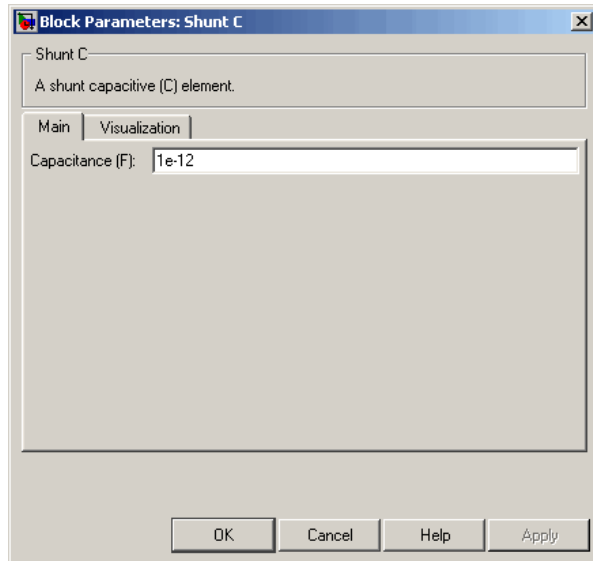 Block Parameters: Shunt C
Shunt C
A shunt capacitive (C) element.
Main Visualization
Capacitance (F): 1e-12
OK Cancel Help Apply